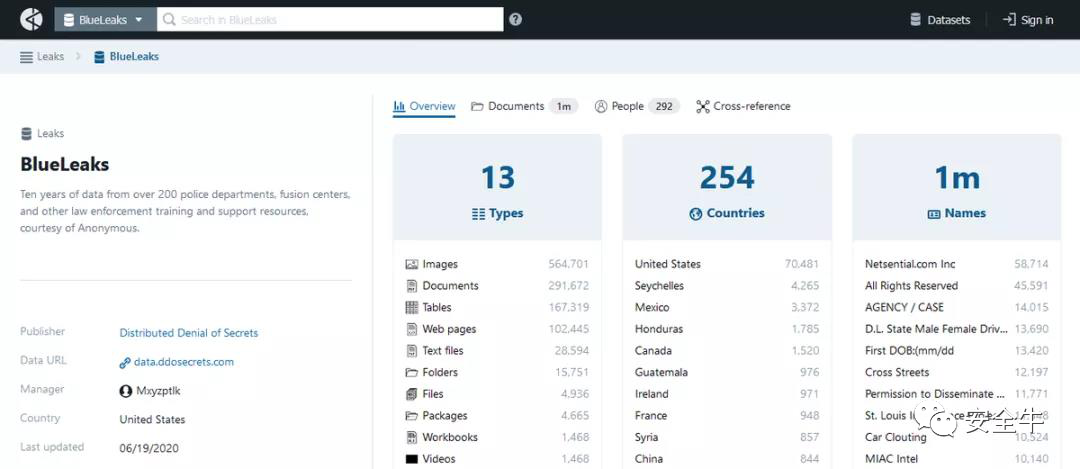 BlueLeaks Search in BlueLeaks Datasets Sign in
Leaks BlueLeaks
Overview Documents 1m People 292 Cross-reference
Leaks
BlueLeaks
Ten years of data from over 200 police departments, fusion centers,
and other law enforcement training and support resources,
courtesy of Anonymous.
Publisher Distributed Denial of Secrets
Data URL data.ddosecrets.com
Manager Mxyzptlk
Country United States
Last updated 06/19/2020
13
Types
Images 564,701
Documents 291,672
Tables 167,319
Web pages 102,445
Text files 28,594
Folders 15,751
Files 4,936
Packages 4,665
Workbooks 1,468
Videos 1,468
254
Countries
United States 70,481
Seychelles 4,265
Mexico 3,372
Honduras 1,785
Canada 1,520
Guatemala 976
Ireland 971
France 948
Syria 857
China 844
1m
Names
Netsential.com Inc 58,714
All Rights Reserved 45,591
AGENCY / CASE 14,015
D.L. State Male Female Driv... 13,690
First DOB:(mm/dd 13,420
Cross Streets 12,197
Permission to Disseminate ... 11,771
St. Louis
Car Clouting 10,524
MIAC Intel 10,140
安全牛